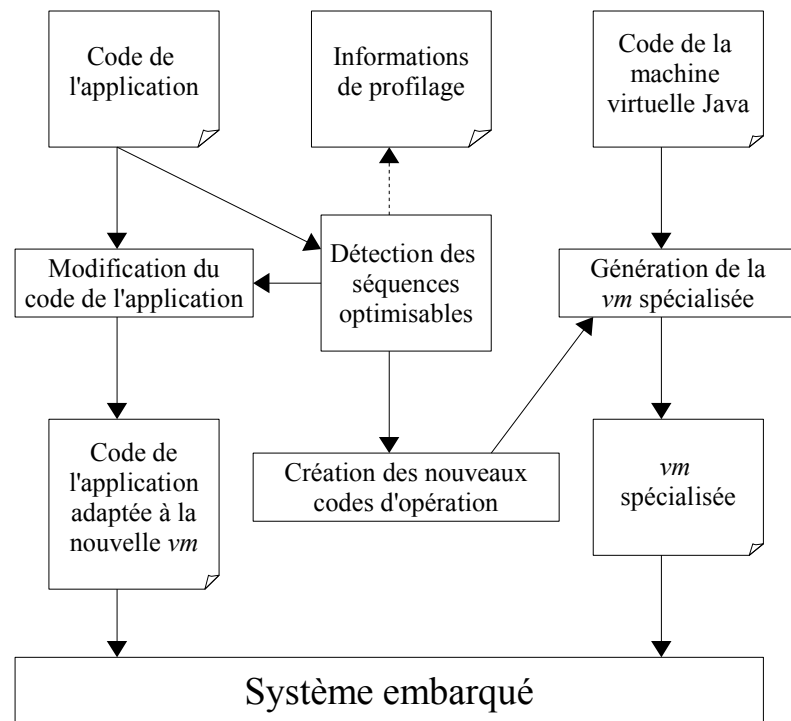 Code de
l'application
Informations
de profilage
Code de la
machine
virtuelle Java
Modification du
code de l'application
Détection des
séquences
optimisables
Génération de la
vm spécialisée
Code de
l'application
adaptée à la
nouvelle vm
Création des nouveaux
codes d'opération
vm
spécialisée
Système embarqué